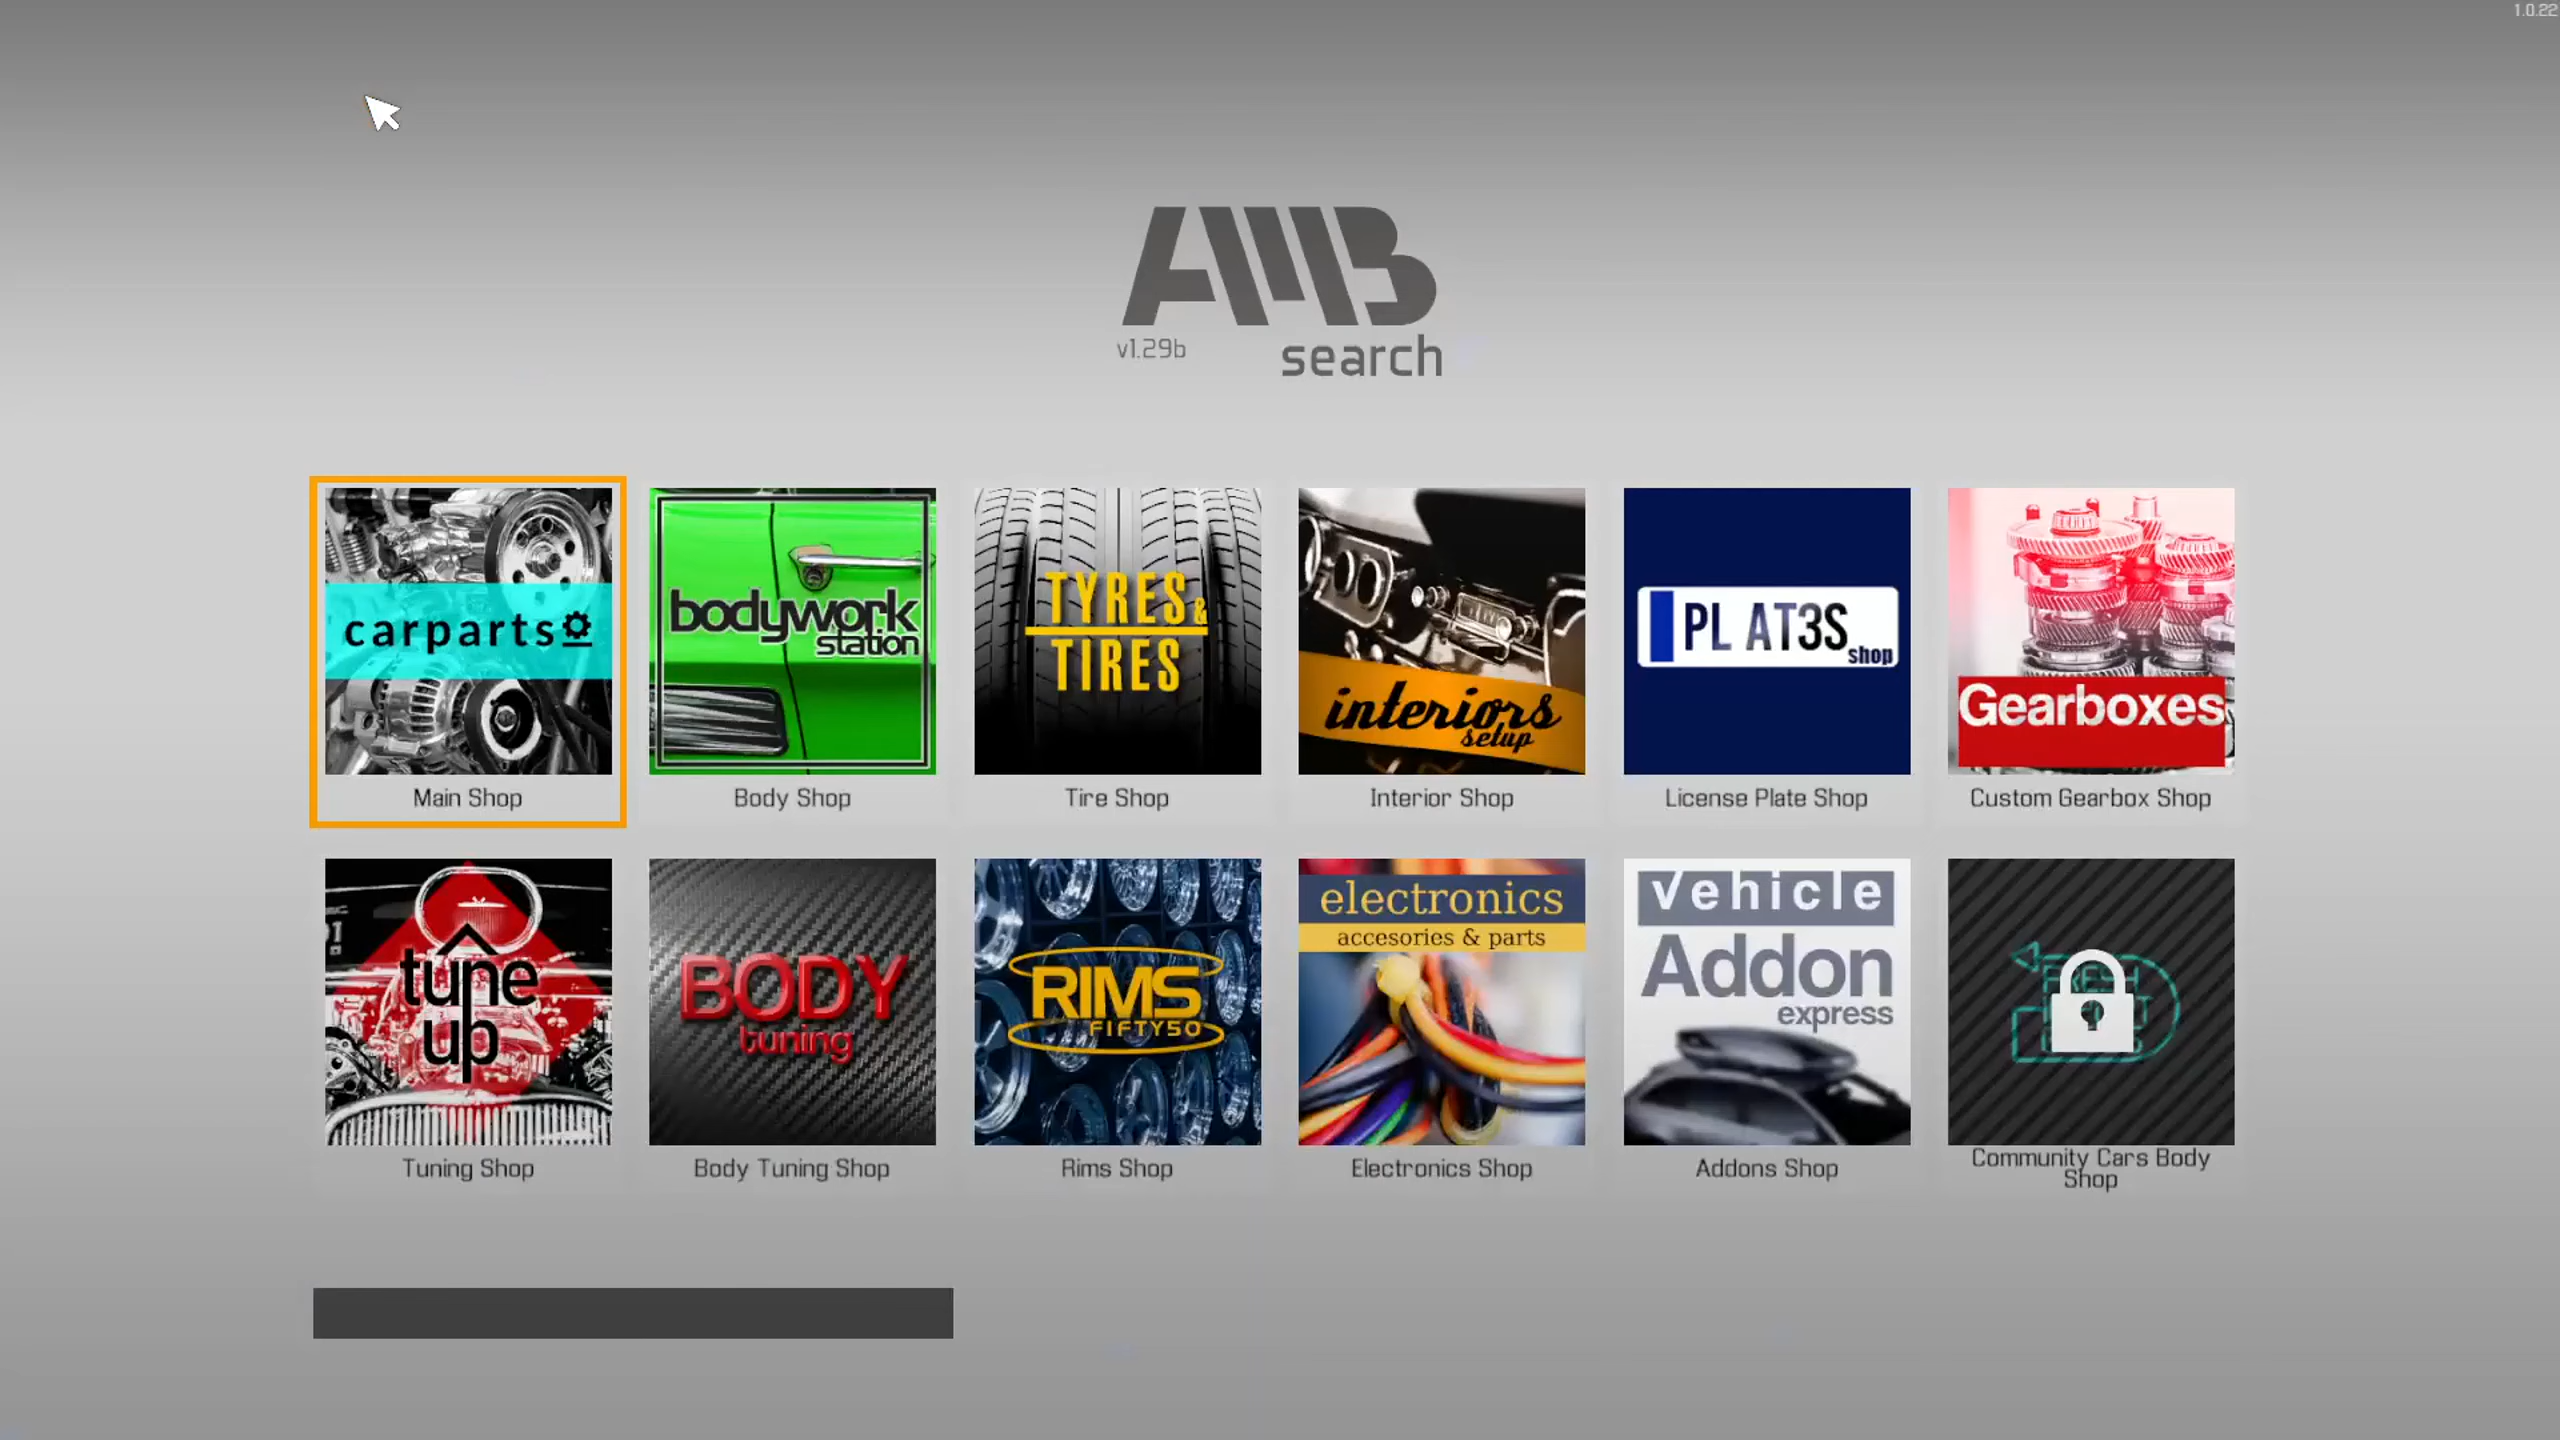 1.0.22
AMB
v1.29b
search
carparts
bodywork
station
TYRES &
TIRES
interiors
setup
PL AT3S
shop
Gearboxes
Main Shop
Body Shop
Tire Shop
Interior Shop
License Plate Shop
Custom Gearbox Shop
tune
up
BODY
tuning
RIMS
FIFTY50
electronics
accesories & parts
vehicle
Addon
express
Tuning Shop
Body Tuning Shop
Rims Shop
Electronics Shop
Addons Shop
Community Cars Body
Shop